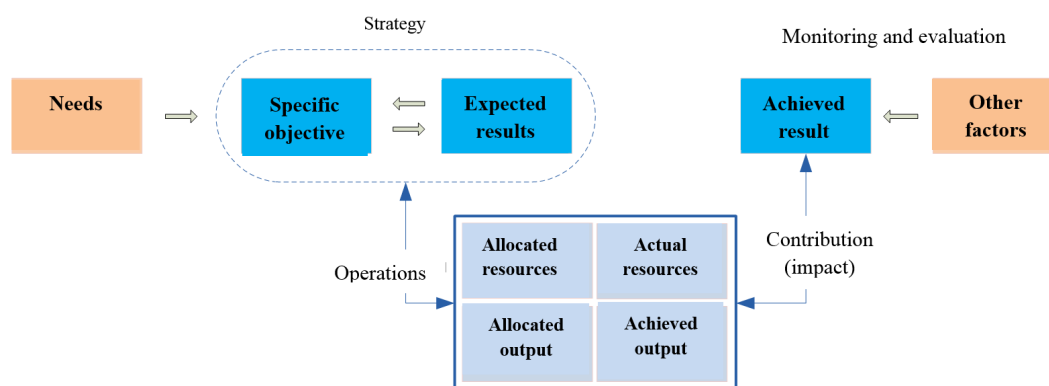 Strategy
Monitoring and evaluation
Needs
Specific
objective
Expected
results
Achieved
result
Other
factors
Operations
Allocated
resources
Actual
resources
Allocated
output
Achieved
output
Contribution
(impact)